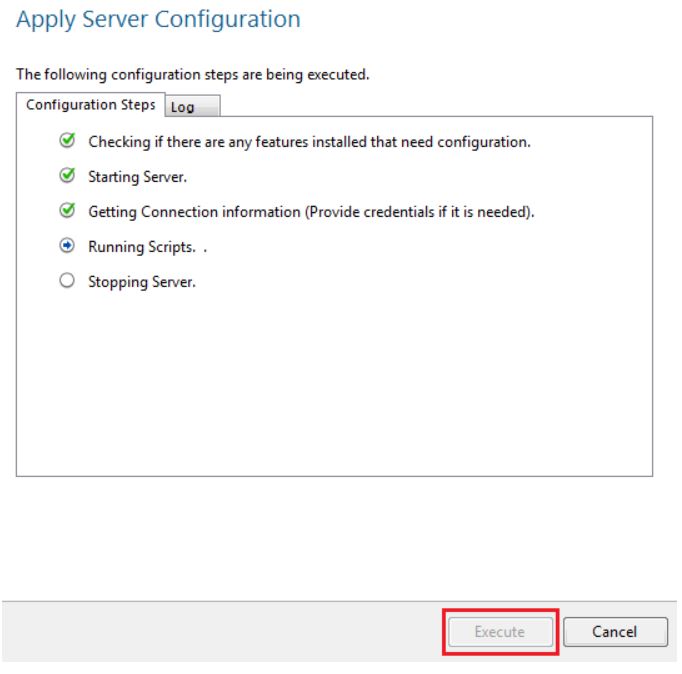 Apply Server Configuration
The following configuration steps are being executed.
Configuration Steps Log
Checking if there are any features installed that need configuration.
Starting Server.
Getting Connection information (Provide credentials if it is needed).
Running Scripts. .
Stopping Server.
Execute Cancel